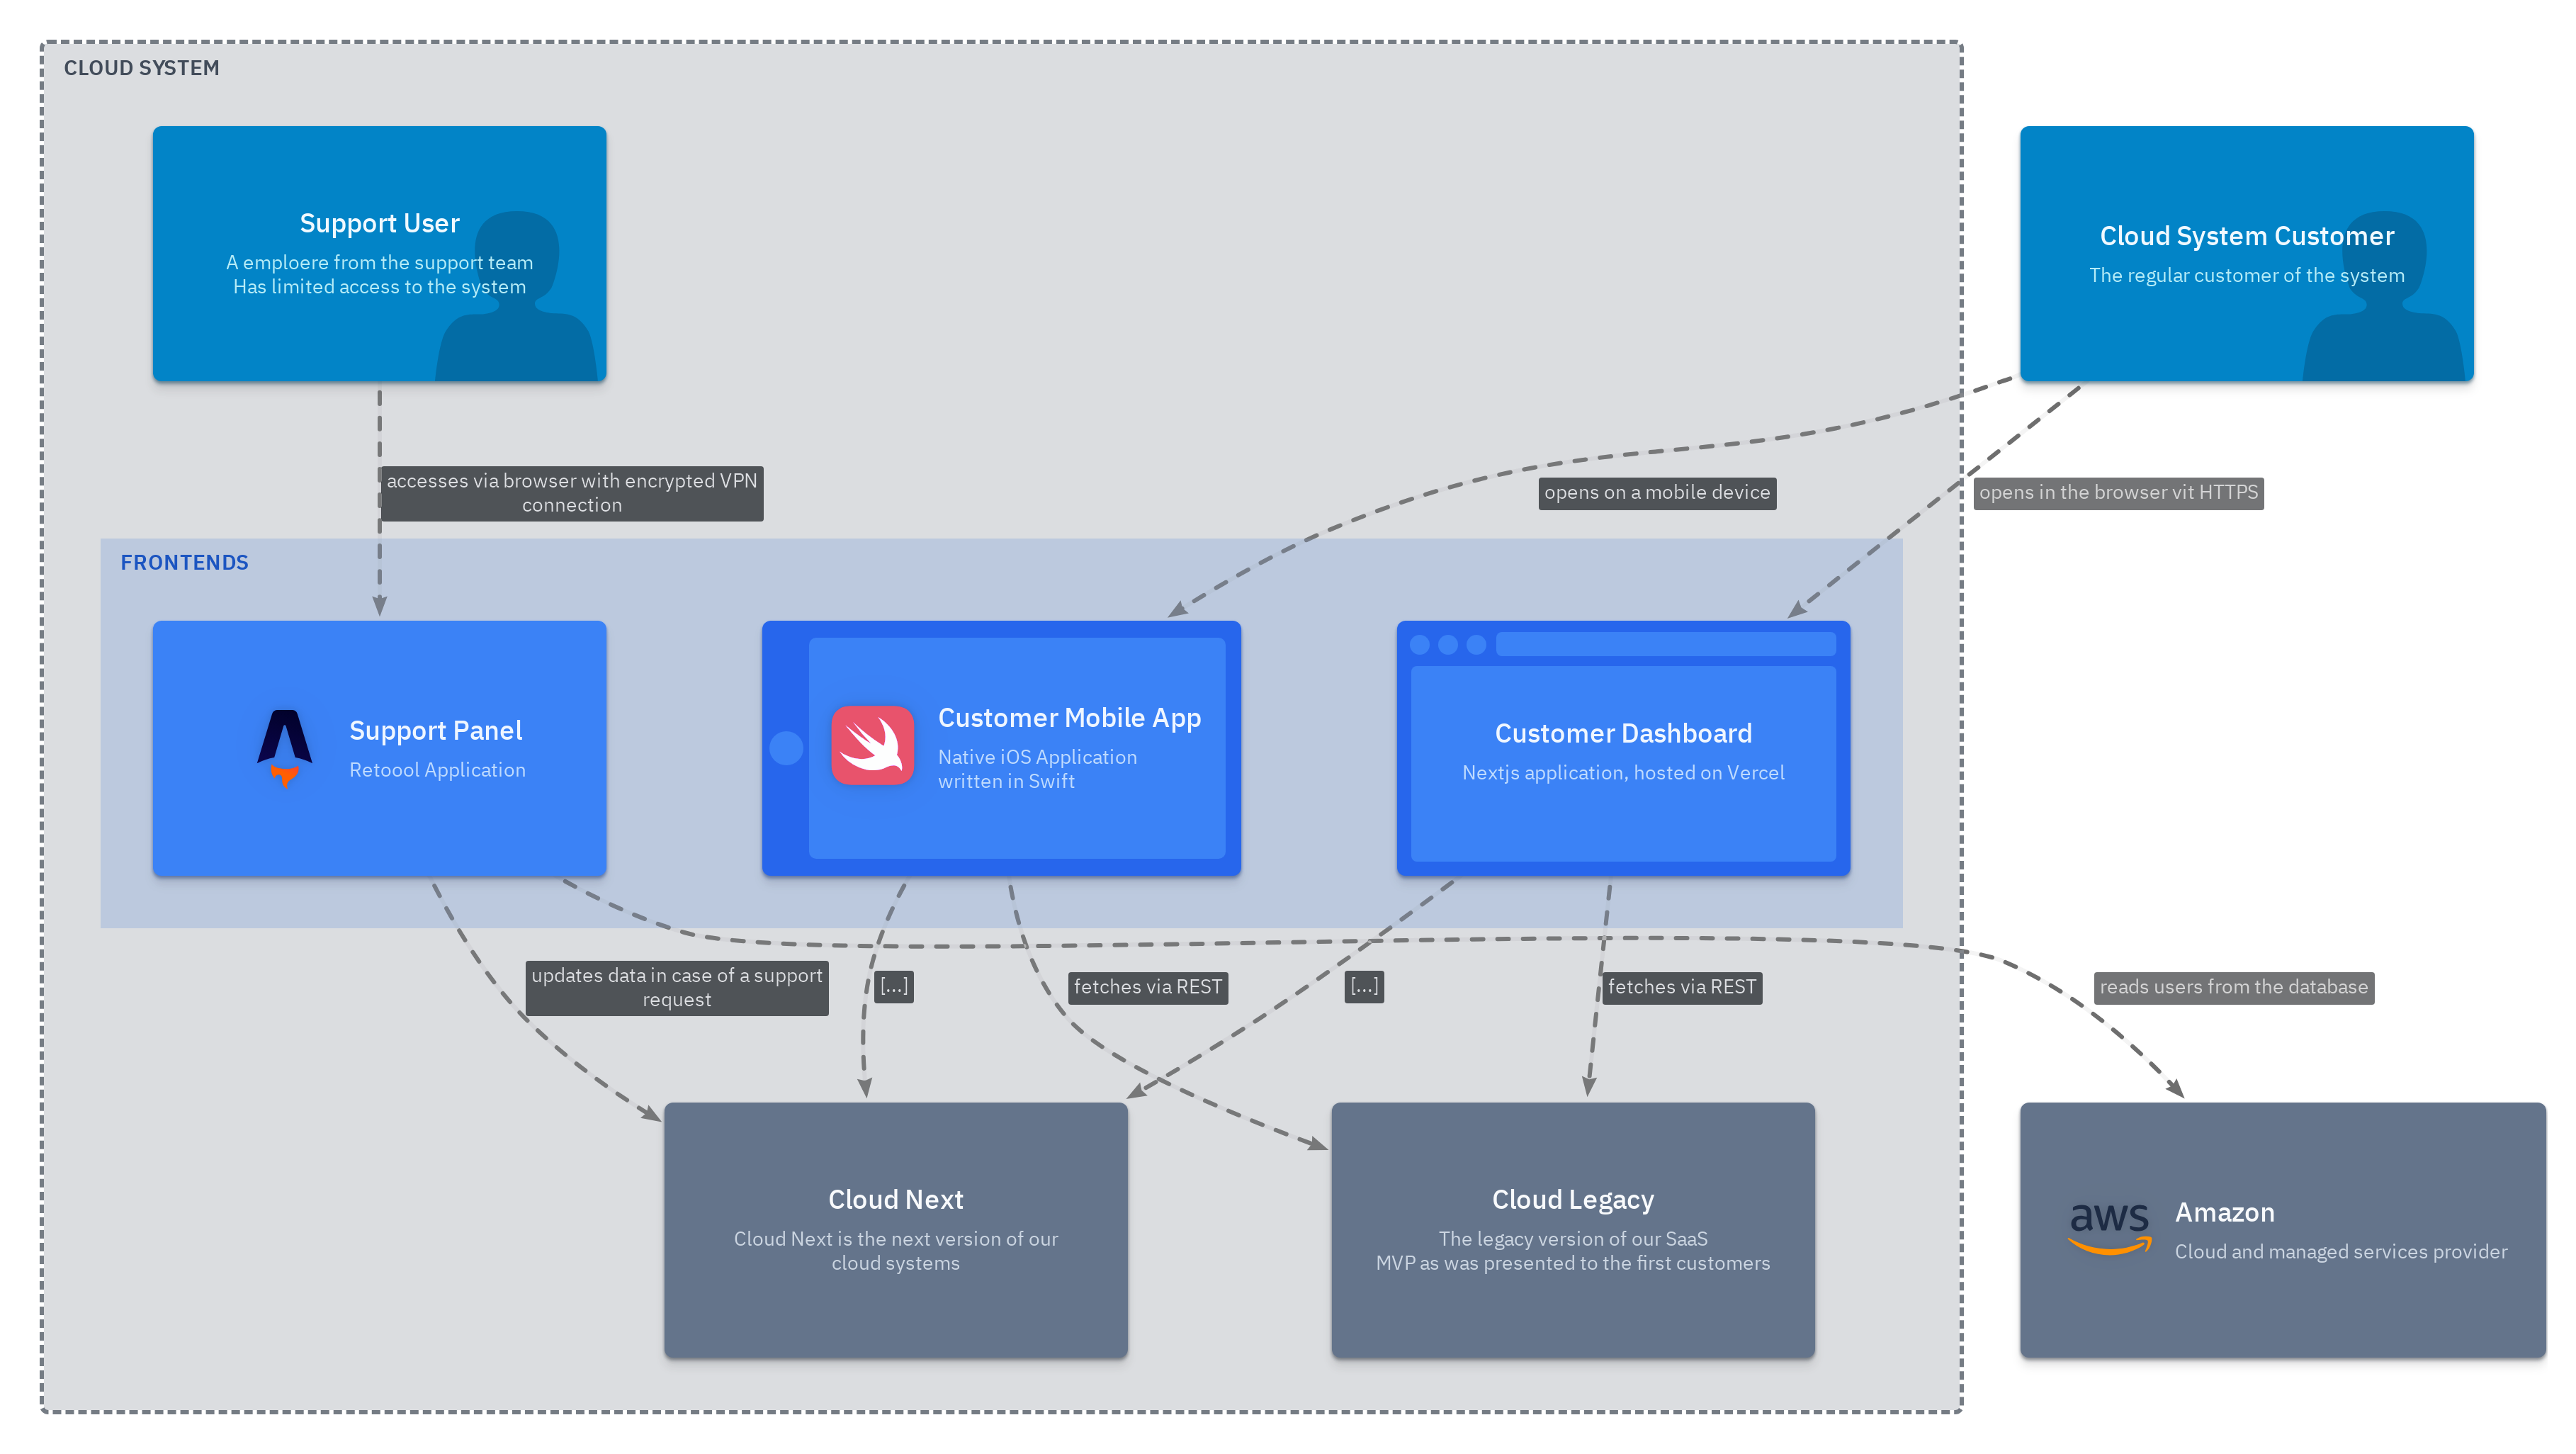 CLOUD SYSTEM
Support User
A emploere from the support team
Has limited access to the system
Cloud System Customer
The regular customer of the system
accesses via browser with encrypted VPN
connection
opens on a mobile device
opens in the browser vit HTTPS
FRONTENDS
Support Panel
Retoool Application
Customer Mobile App
Native iOS Application
written in Swift
Customer Dashboard
Nextjs application, hosted on Vercel
updates data in case of a support
request
[...]
fetches via REST
[...]
fetches via REST
reads users from the database
Cloud Next
Cloud Next is the next version of our
cloud systems
Cloud Legacy
The legacy version of our SaaS
MVP as was presented to the first customers
aws
Amazon
Cloud and managed services provider